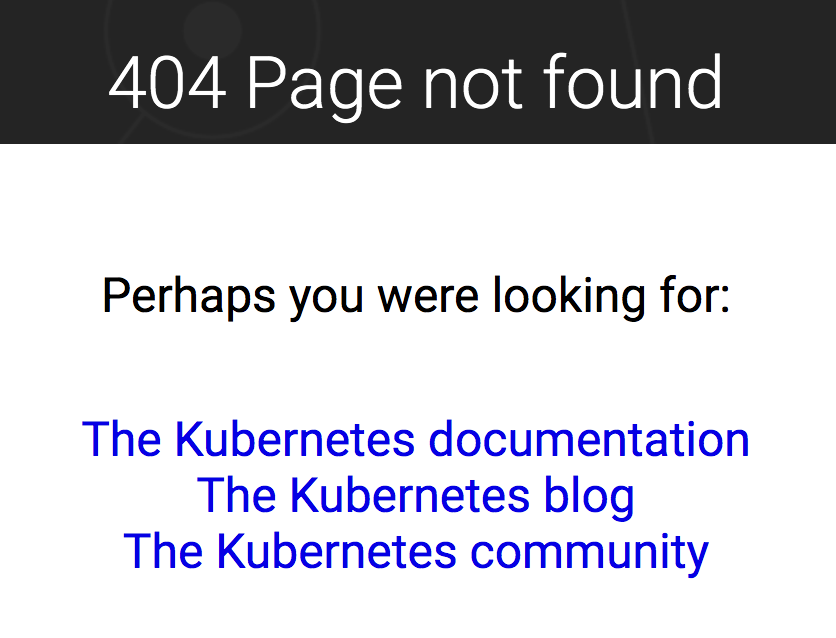 404 Page not found
Perhaps you were looking for:
The Kubernetes documentation
The Kubernetes blog
The Kubernetes community